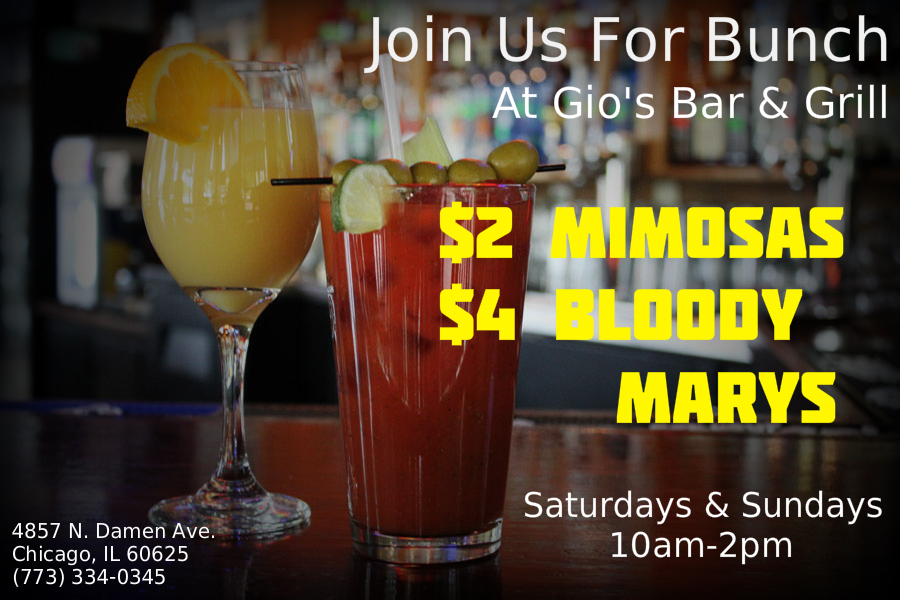 Join Us For Bunch
At Gio's Bar & Grill
$2 MIMOSAS
$4 BLOODY
MARYS
Saturdays & Sundays
10am-2pm
4857 N. Damen Ave.
Chicago, IL 60625
(773) 334-0345